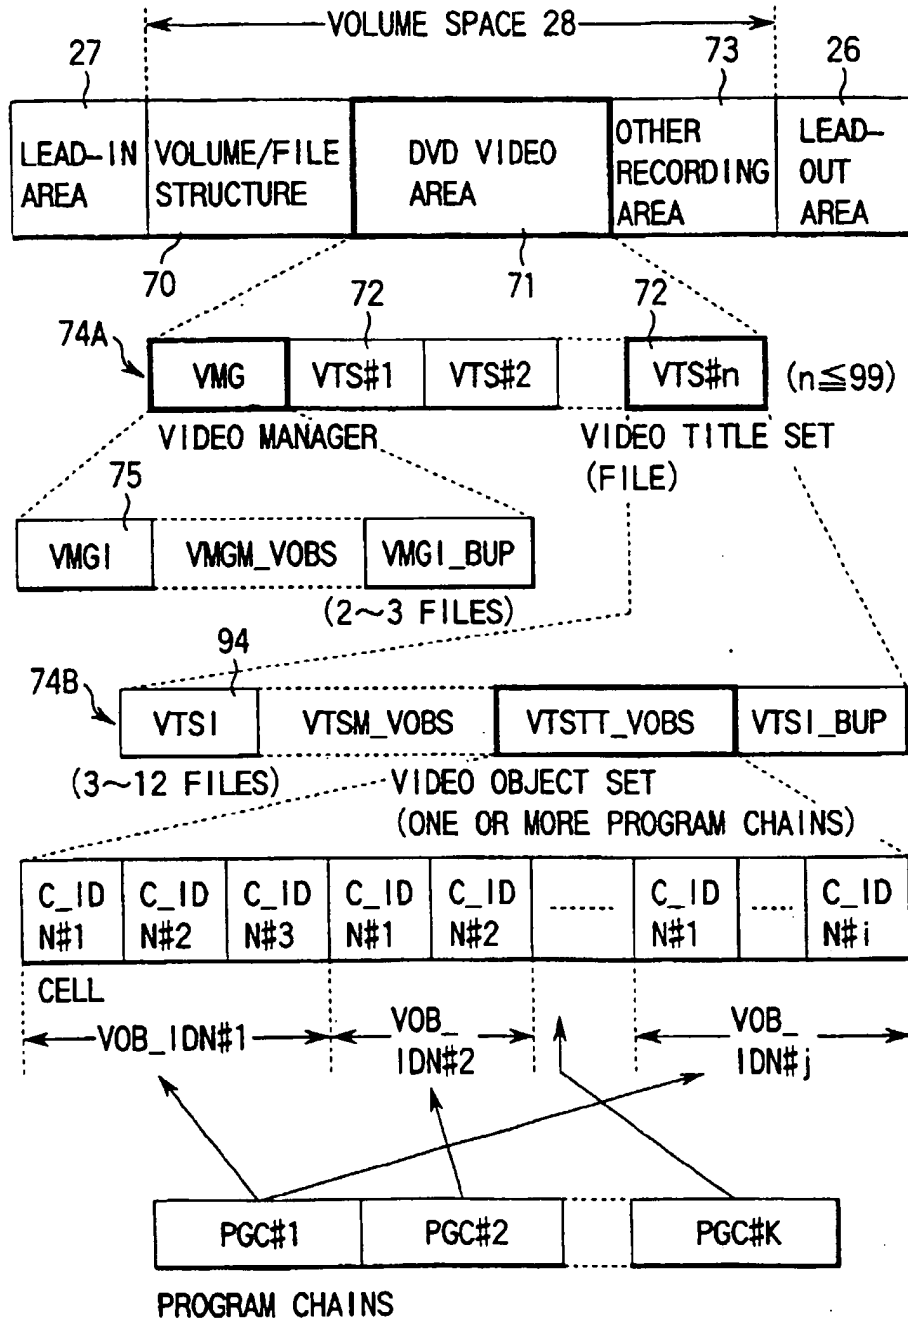 VOLUME SPACE 28
27
73
26
LEAD-IN AREA
VOLUME/FILE STRUCTURE
DVD VIDEO AREA
OTHER RECORDING AREA
LEAD-OUT AREA
70
71
72
72
74A
VMG
VTS#1
VTS#2
VTS#n
(n≦99)
VIDEO MANAGER
VIDEO TITLE SET
(FILE)
75
VMGI
VMGM_VOBS
VMGI_BUP
(2~3 FILES)
94
74B
VTSI
VTSM_VOBS
VTSTT_VOBS
VTSI_BUP
(3~12 FILES)
VIDEO OBJECT SET
(ONE OR MORE PROGRAM CHAINS)
C_ID N#1
C_ID N#2
C_ID N#3
C_ID N#1
C_ID N#2
........
C_ID N#1
.....
C_ID N#i
CELL
VOB_IDN#1
VOB_
IDN#2
VOB_
IDN#j
PGC#1
PGC#2
PGC#K
PROGRAM CHAINS